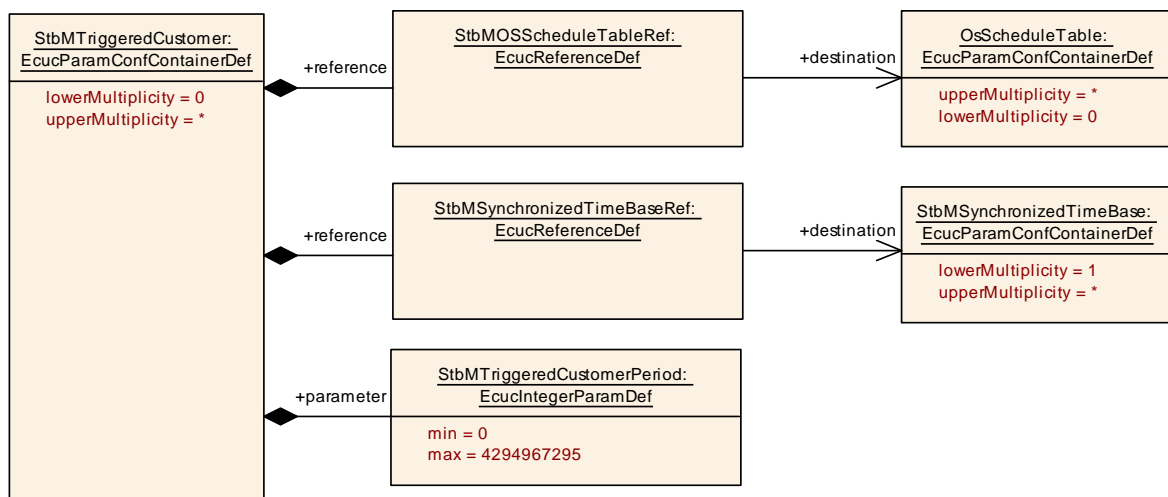 StbMTriggeredCustomer:
EcucParamConfContainerDef
lowerMultiplicity = 0
upperMultiplicity = *
+reference
StbMOSScheduleTableRef:
EcucReferenceDef
+destination
OsScheduleTable:
EcucParamConfContainerDef
upperMultiplicity = *
lowerMultiplicity = 0
+reference
StbMSynchronizedTimeBaseRef:
EcucReferenceDef
+destination
StbMSynchronizedTimeBase:
EcucParamConfContainerDef
lowerMultiplicity = 1
upperMultiplicity = *
+parameter
StbMTriggeredCustomerPeriod:
EcucIntegerParamDef
min = 0
max = 4294967295